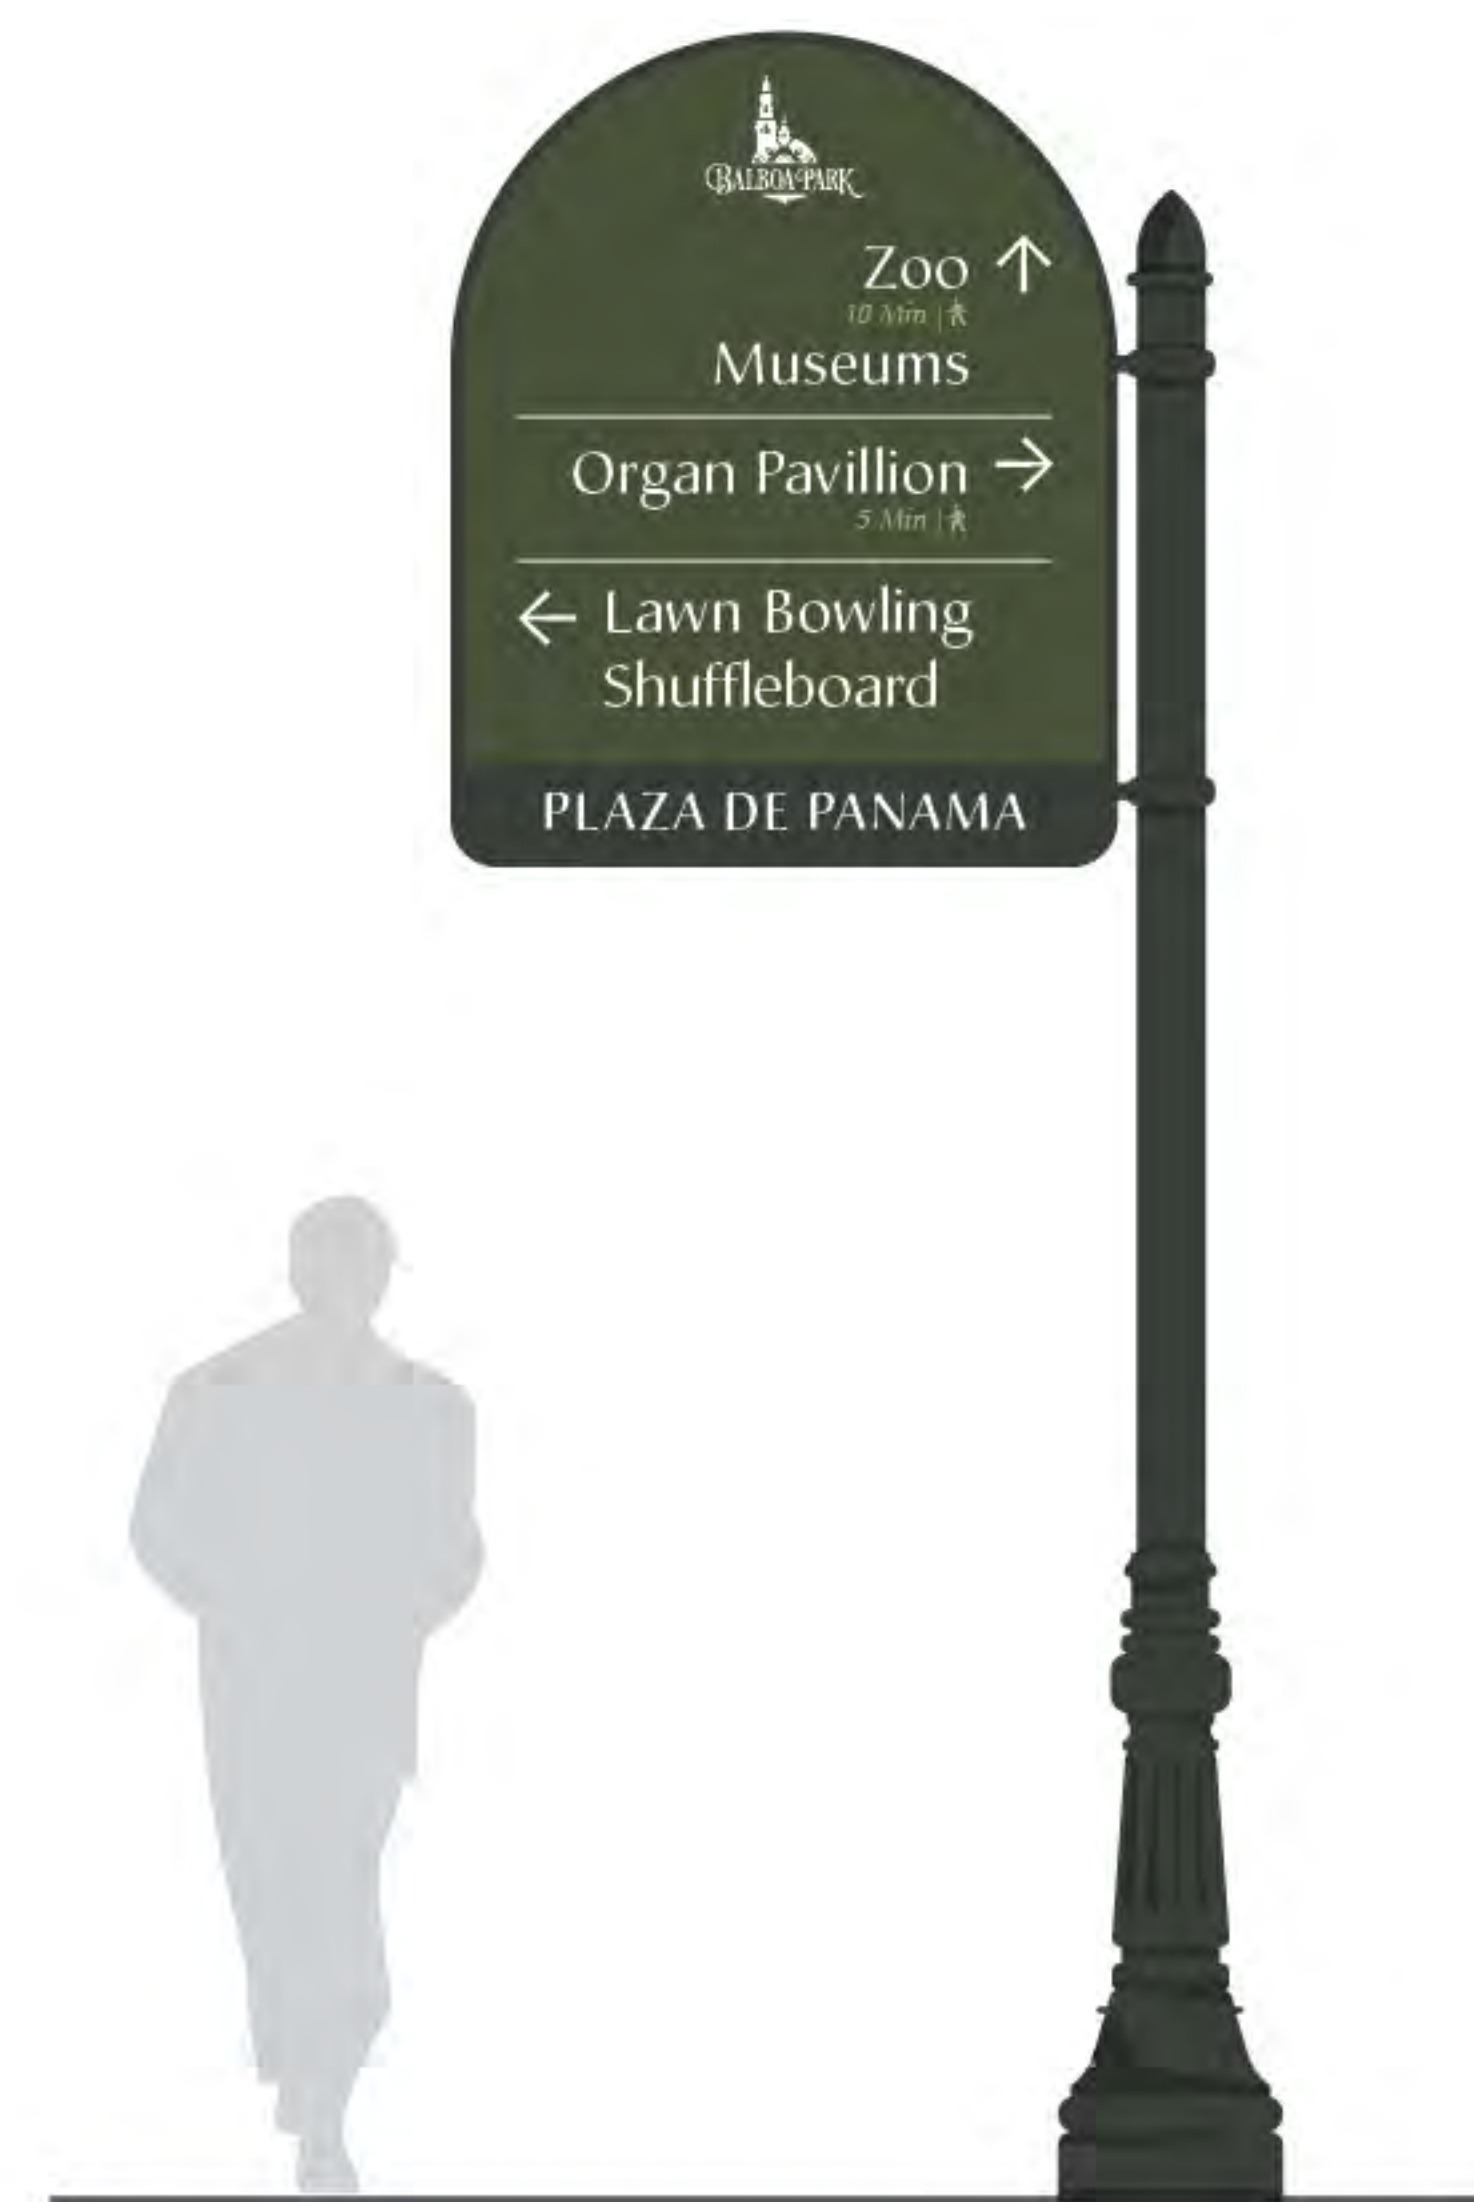 BALBOA PARK
Zoo ↑
10 Min |
Museums
Organ Pavillion →
5 Min |
← Lawn Bowling
Shuffleboard
PLAZA DE PANAMA